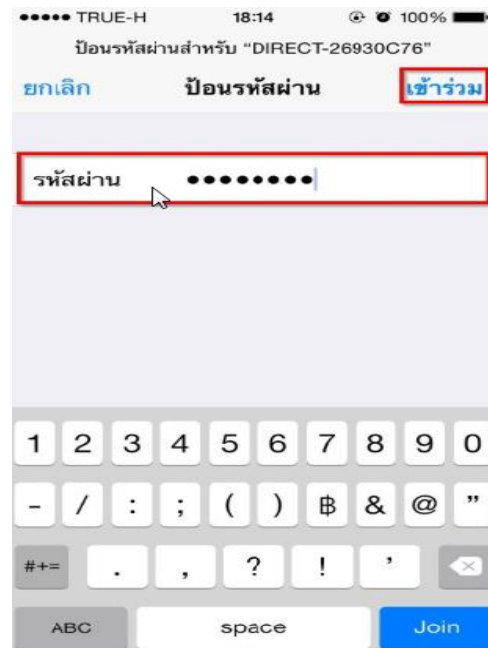 TRUE-H 18:14 100%
ป้อนรหัสผ่านสำหรับ “DIRECT-26930C76”
ยกเลิก ป้อนรหัสผ่าน เข้าร่วม
รหัสผ่าน ••••••••
1 2 3 4 5 6 7 8 9 0
- / : ; ( ) ฿ & @ ”
#+= . , ? ! ’
ABC space Join